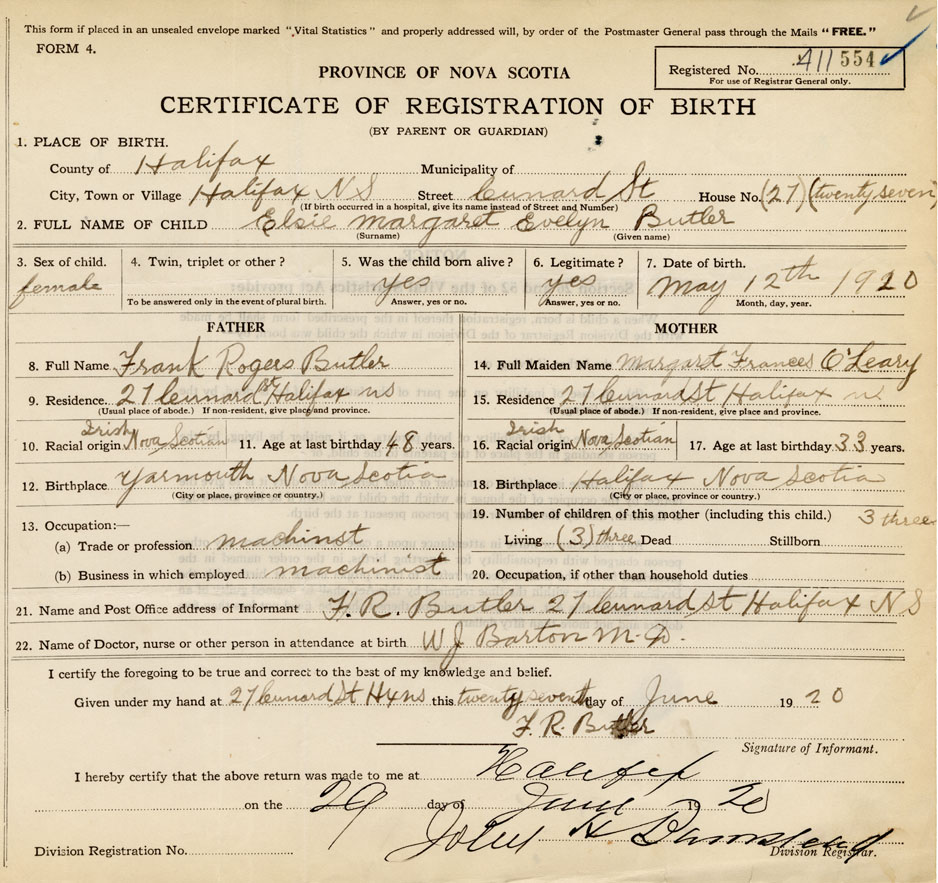 This form if placed in an unsealed envelope marked "Vital Statistics" and properly addressed will, by order of the Postmaster General pass through the Mails "FREE."
FORM 4.
Registered No. 411 554
For use of Registrar General only.
PROVINCE OF NOVA SCOTIA
CERTIFICATE OF REGISTRATION OF BIRTH
(BY PARENT OR GUARDIAN)
1. PLACE OF BIRTH.
County of Halifax Municipality of
City, Town or Village Halifax NS Street Cunard St House No. (27) (twenty seven)
(If birth occurred in a hospital, give its name instead of Street and Number)
2. FULL NAME OF CHILD Elsie Margaret Evelyn Butler
(Surname) (Given name)
3. Sex of child. 4. Twin, triplet or other? 5. Was the child born alive? 6. Legitimate? 7. Date of birth.
female yes yes May 12th 1920
To be answered only in the event of plural birth. Answer, yes or no. Answer, yes or no. Month, day, year.
FATHER MOTHER
8. Full Name Frank Rogers Butler 14. Full Maiden Name Margaret Frances O'Leary
9. Residence 27 Cunard St Halifax NS 15. Residence 27 Cunard St Halifax NS
(Usual place of abode.) If non-resident, give place and province. (Usual place of abode.) If non-resident, give place and province.
Irish Irish
10. Racial origin Nova Scotian 11. Age at last birthday 48 years. 16. Racial origin Nova Scotian 17. Age at last birthday 33 years.
12. Birthplace Yarmouth Nova Scotia 18. Birthplace Halifax Nova Scotia
(City or place, province or country.) (City or place, province or country.)
13. Occupation:— 19. Number of children of this mother (including this child.) 3 three
(a) Trade or profession machinst Living (3) three Dead Stillborn
(b) Business in which employed machinist 20. Occupation, if other than household duties
21. Name and Post Office address of Informant F. R. Butler 27 Cunard St Halifax N S
22. Name of Doctor, nurse or other person in attendance at birth W J Barton M.D.
I certify the foregoing to be true and correct to the best of my knowledge and belief.
Given under my hand at 27 Cunard St Hx ns this twenty seventh day of June 1920
F. R. Butler
Signature of Informant.
I hereby certify that the above return was made to me at Halifax
on the 29 day of June 1920
John H
Division Registration No. Division Registrar.